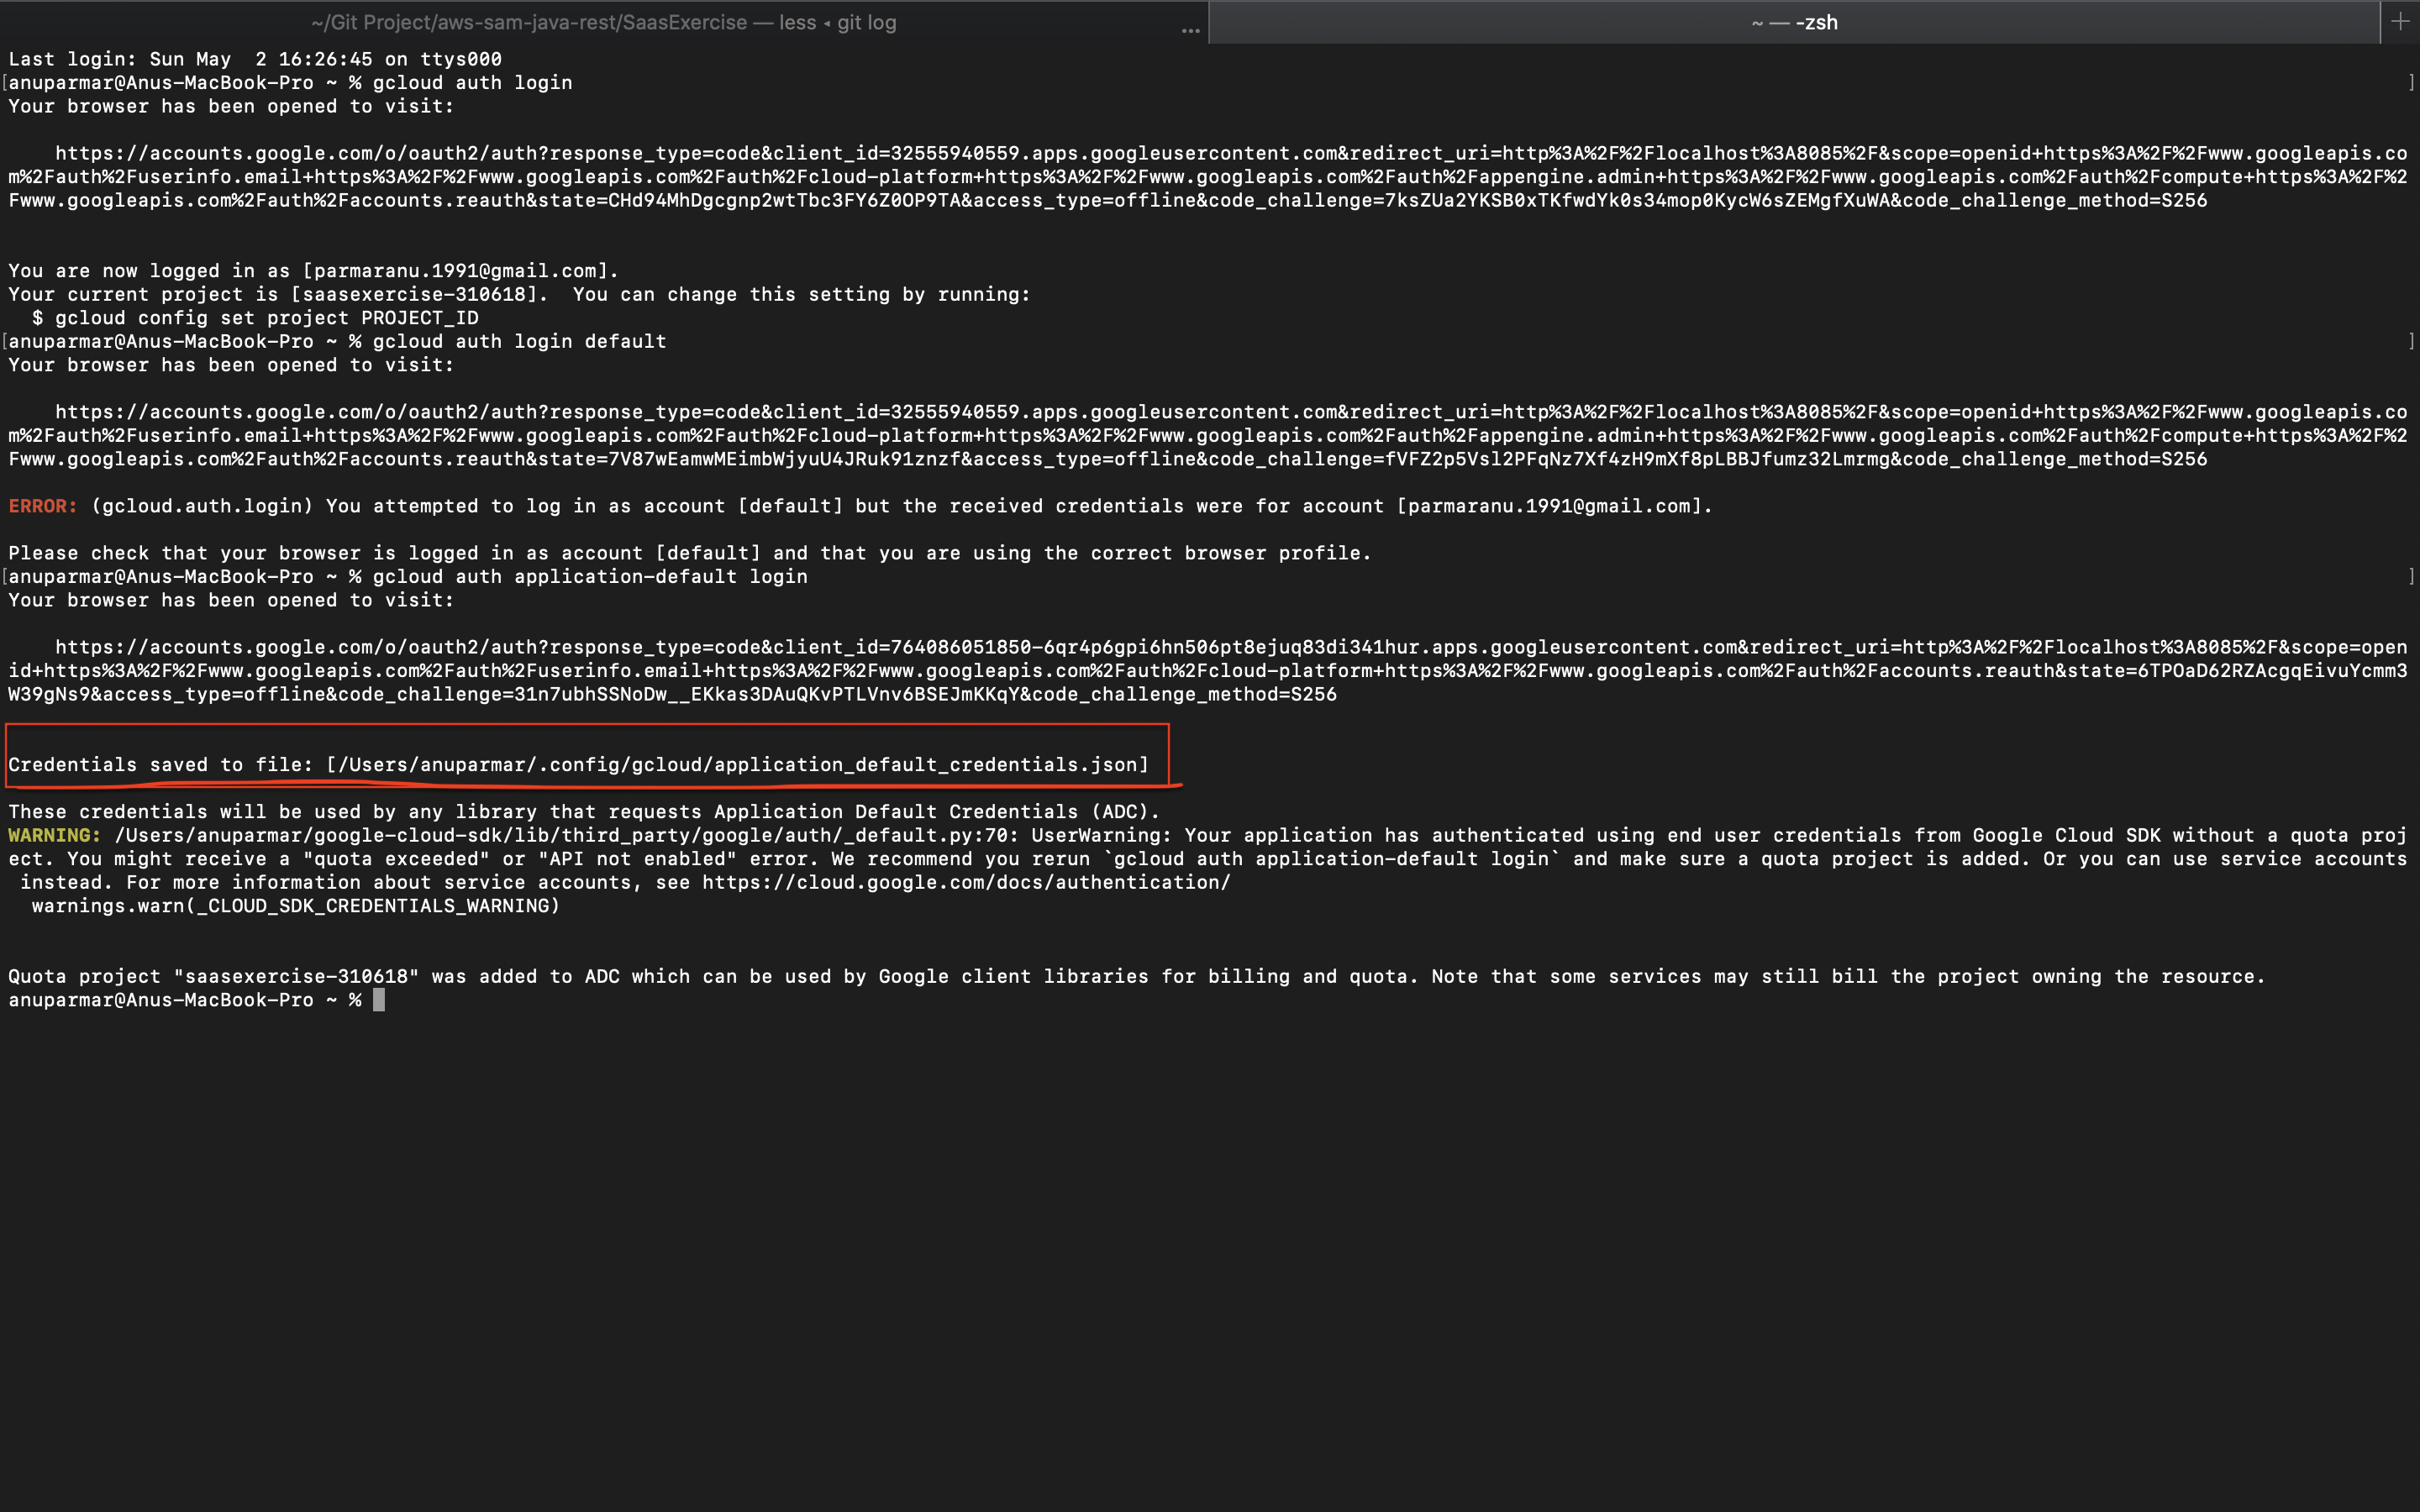 ~/Git Project/aws-sam-java-rest/SaasExercise — less ◂ git log ... ~ — -zsh +
Last login: Sun May  2 16:26:45 on ttys000
[anuparmar@Anus-MacBook-Pro ~ % gcloud auth login ]
Your browser has been opened to visit:
    https://accounts.google.com/o/oauth2/auth?response_type=code&client_id=32555940559.apps.googleusercontent.com&redirect_uri=http%3A%2F%2Flocalhost%3A8085%2F&scope=openid+https%3A%2F%2Fwww.googleapis.co
m%2Fauth%2Fuserinfo.email+https%3A%2F%2Fwww.googleapis.com%2Fauth%2Fcloud-platform+https%3A%2F%2Fwww.googleapis.com%2Fauth%2Fappengine.admin+https%3A%2F%2Fwww.googleapis.com%2Fauth%2Fcompute+https%3A%2F%2
Fwww.googleapis.com%2Fauth%2Faccounts.reauth&state=CHd94MhDgcgnp2wtTbc3FY6Z0OP9TA&access_type=offline&code_challenge=7ksZUa2YKSB0xTKfwdYk0s34mop0KycW6sZEMgfXuWA&code_challenge_method=S256
You are now logged in as [parmaranu.1991@gmail.com].
Your current project is [saasexercise-310618].  You can change this setting by running:
  $ gcloud config set project PROJECT_ID
[anuparmar@Anus-MacBook-Pro ~ % gcloud auth login default ]
Your browser has been opened to visit:
    https://accounts.google.com/o/oauth2/auth?response_type=code&client_id=32555940559.apps.googleusercontent.com&redirect_uri=http%3A%2F%2Flocalhost%3A8085%2F&scope=openid+https%3A%2F%2Fwww.googleapis.co
m%2Fauth%2Fuserinfo.email+https%3A%2F%2Fwww.googleapis.com%2Fauth%2Fcloud-platform+https%3A%2F%2Fwww.googleapis.com%2Fauth%2Fappengine.admin+https%3A%2F%2Fwww.googleapis.com%2Fauth%2Fcompute+https%3A%2F%2
Fwww.googleapis.com%2Fauth%2Faccounts.reauth&state=7V87wEamwMEimbWjyuU4JRuk91znzf&access_type=offline&code_challenge=fVFZ2p5Vsl2PFqNz7Xf4zH9mXf8pLBBJfumz32Lmrmg&code_challenge_method=S256
ERROR: (gcloud.auth.login) You attempted to log in as account [default] but the received credentials were for account [parmaranu.1991@gmail.com].
Please check that your browser is logged in as account [default] and that you are using the correct browser profile.
[anuparmar@Anus-MacBook-Pro ~ % gcloud auth application-default login ]
Your browser has been opened to visit:
    https://accounts.google.com/o/oauth2/auth?response_type=code&client_id=764086051850-6qr4p6gpi6hn506pt8ejuq83di341hur.apps.googleusercontent.com&redirect_uri=http%3A%2F%2Flocalhost%3A8085%2F&scope=open
id+https%3A%2F%2Fwww.googleapis.com%2Fauth%2Fuserinfo.email+https%3A%2F%2Fwww.googleapis.com%2Fauth%2Fcloud-platform+https%3A%2F%2Fwww.googleapis.com%2Fauth%2Faccounts.reauth&state=6TPOaD62RZAcgqEivuYcmm3
W39gNs9&access_type=offline&code_challenge=31n7ubhSSNoDw__EKkas3DAuQKvPTLVnv6BSEJmKKqY&code_challenge_method=S256
Credentials saved to file: [/Users/anuparmar/.config/gcloud/application_default_credentials.json]
These credentials will be used by any library that requests Application Default Credentials (ADC).
WARNING: /Users/anuparmar/google-cloud-sdk/lib/third_party/google/auth/_default.py:70: UserWarning: Your application has authenticated using end user credentials from Google Cloud SDK without a quota proj
ect. You might receive a "quota exceeded" or "API not enabled" error. We recommend you rerun `gcloud auth application-default login` and make sure a quota project is added. Or you can use service accounts
 instead. For more information about service accounts, see https://cloud.google.com/docs/authentication/
  warnings.warn(_CLOUD_SDK_CREDENTIALS_WARNING)
Quota project "saasexercise-310618" was added to ADC which can be used by Google client libraries for billing and quota. Note that some services may still bill the project owning the resource.
anuparmar@Anus-MacBook-Pro ~ %